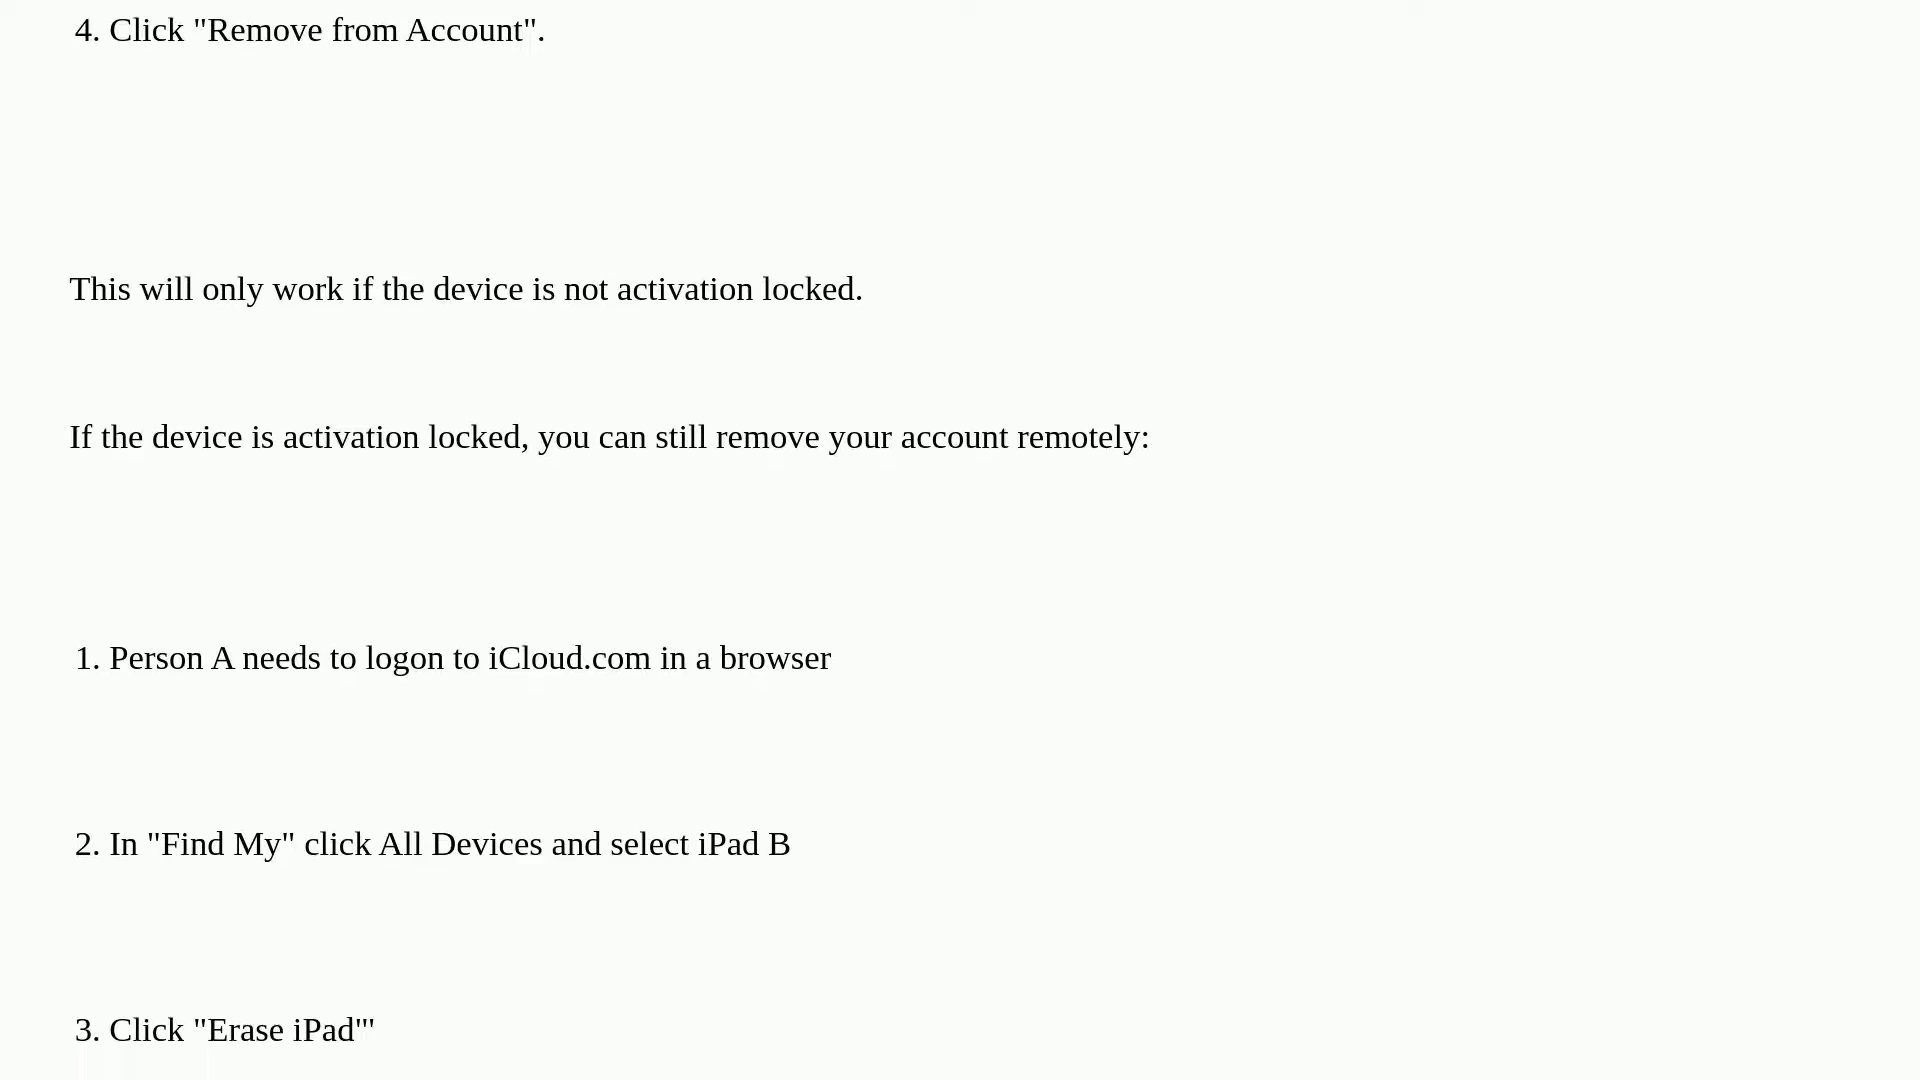 4. Click "Remove from Account".
This will only work if the device is not activation locked.
If the device is activation locked, you can still remove your account remotely:
1. Person A needs to logon to iCloud.com in a browser
2. In "Find My" click All Devices and select iPad B
3. Click "Erase iPad"'